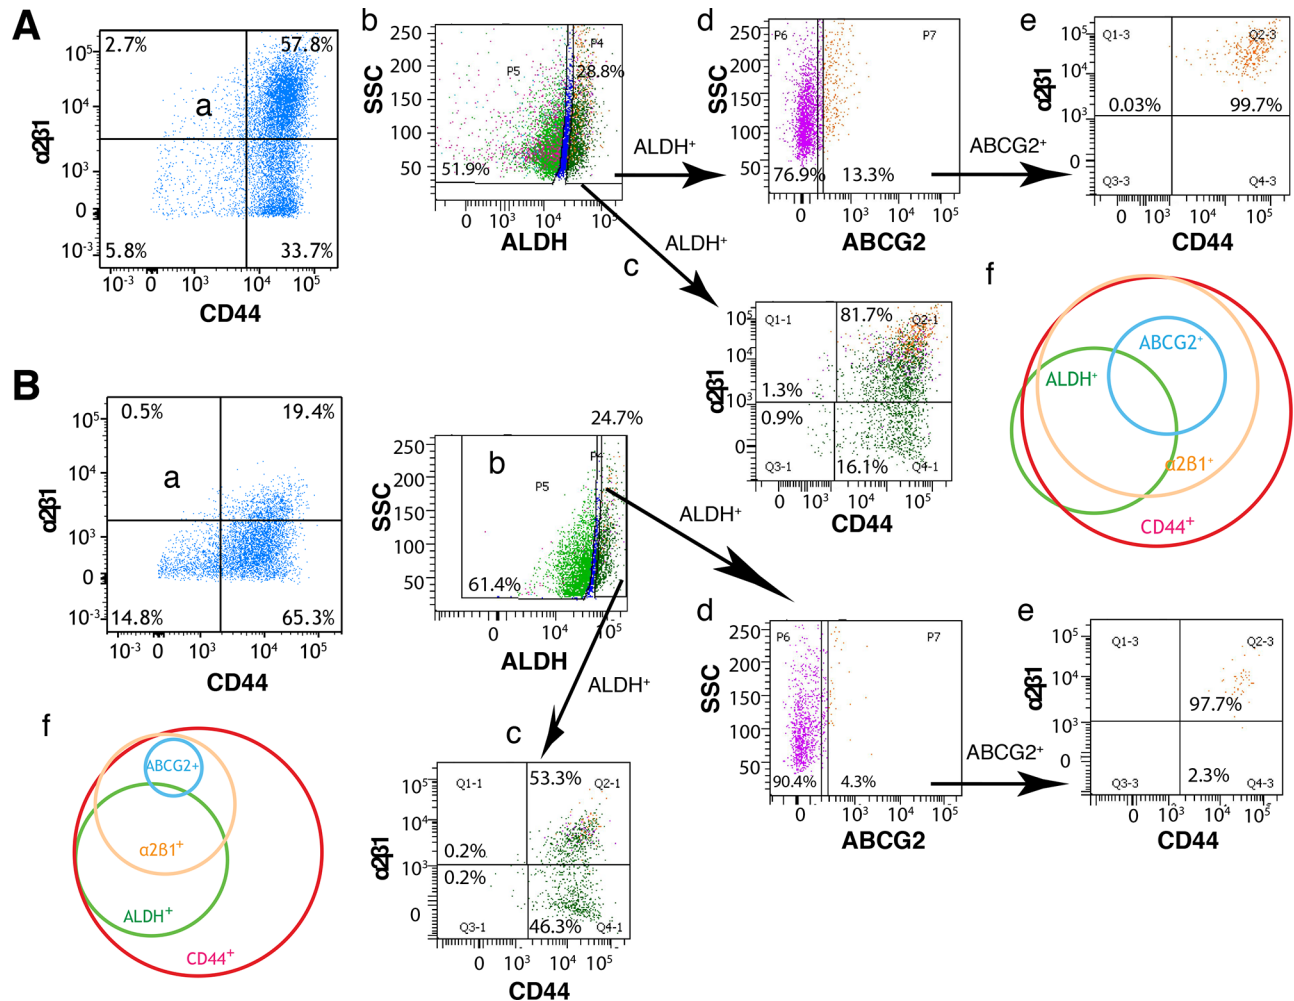 A
2.7%
57.8%
a
10⁵
10⁴
10³
0
10⁻³
5.8%
33.7%
α2β1
10⁻³ 0 10³ 10⁴ 10⁵
CD44
b
250
200
150
100
50
SSC
P5
P4
28.8%
51.9%
0 10³ 10⁴ 10⁵
ALDH
ALDH⁺
ALDH⁺
d
250
200
150
100
50
SSC
P6
P7
76.9%
13.3%
0 10³ 10⁴ 10⁵
ABCG2
ABCG2⁺
e
10⁵
10⁴
10³
0
α2β1
Q1-3
Q2-3
0.03%
99.7%
Q3-3
Q4-3
0 10³ 10⁴ 10⁵
CD44
c
10⁵
10⁴
10³
0
α2β1
Q1-1
81.7%
Q2-1
1.3%
0.9%
Q3-1
16.1%
Q4-1
0 10³ 10⁴ 10⁵
CD44
f
ABCG2⁺
ALDH⁺
α2ß1⁺
CD44⁺
B
0.5%
19.4%
a
10⁵
10⁴
10³
0
10⁻³
14.8%
65.3%
α2β1
10⁻³ 0 10³ 10⁴ 10⁵
CD44
24.7%
b
250
200
150
100
50
SSC
P5
P4
61.4%
0 10⁴ 10⁵
ALDH
ALDH⁺
ALDH⁺
c
10⁵
10⁴
10³
0
α2β1
Q1-1
53.3%
Q2-1
0.2%
0.2%
Q3-1
46.3%
Q4-1
0 10³ 10⁴ 10⁵
CD44
d
250
200
150
100
50
SSC
P6
P7
90.4%
4.3%
0 10³ 10⁴ 10⁵
ABCG2
ABCG2⁺
e
10⁵
10⁴
10³
0
α2β1
Q1-3
Q2-3
97.7%
2.3%
Q3-3
Q4-3
0 10³ 10⁴ 10⁵
CD44
f
ABCG2+
α2ß1⁺
ALDH⁺
CD44⁺